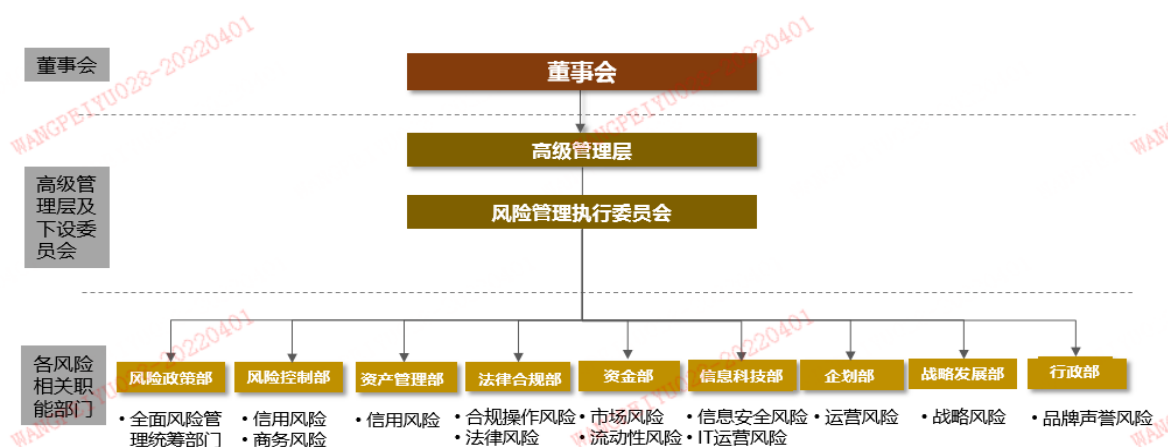 WANGPEIYU028-20220401
WANGPEIYU028-20220401
董事会
董事会
高级管理层
高级管
理层及
下设委
员会
风险管理执行委员会
WANGPEIYU028-20220401
WANGPEIYU028-20220401
各风险
相关职
能部门
风险政策部
风险控制部
资产管理部
法律合规部
资金部
信息科技部
企划部
战略发展部
行政部
• 全面风险管
理统筹部门
• 信用风险
• 商务风险
• 信用风险
• 合规操作风险
• 法律风险
• 市场风险
• 流动性风险
• 信息安全风险
• IT运营风险
• 运营风险
• 战略风险
• 品牌声誉风险